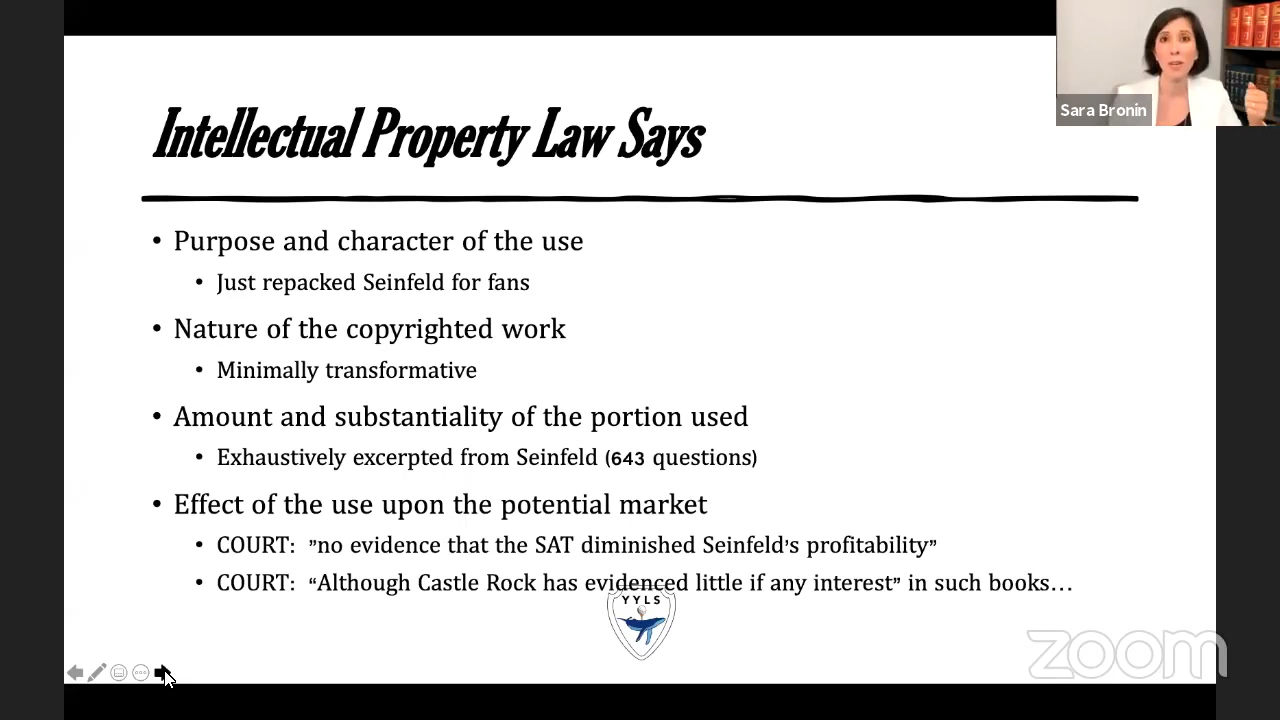 Intellectual Property Law Says
Sara Bronin
• Purpose and character of the use
• Just repacked Seinfeld for fans
• Nature of the copyrighted work
• Minimally transformative
• Amount and substantiality of the portion used
• Exhaustively excerpted from Seinfeld (643 questions)
• Effect of the use upon the potential market
• COURT: ”no evidence that the SAT diminished Seinfeld’s profitability”
• COURT: “Although Castle Rock has evidenced little if any interest” in such books…
YYLS
zoom